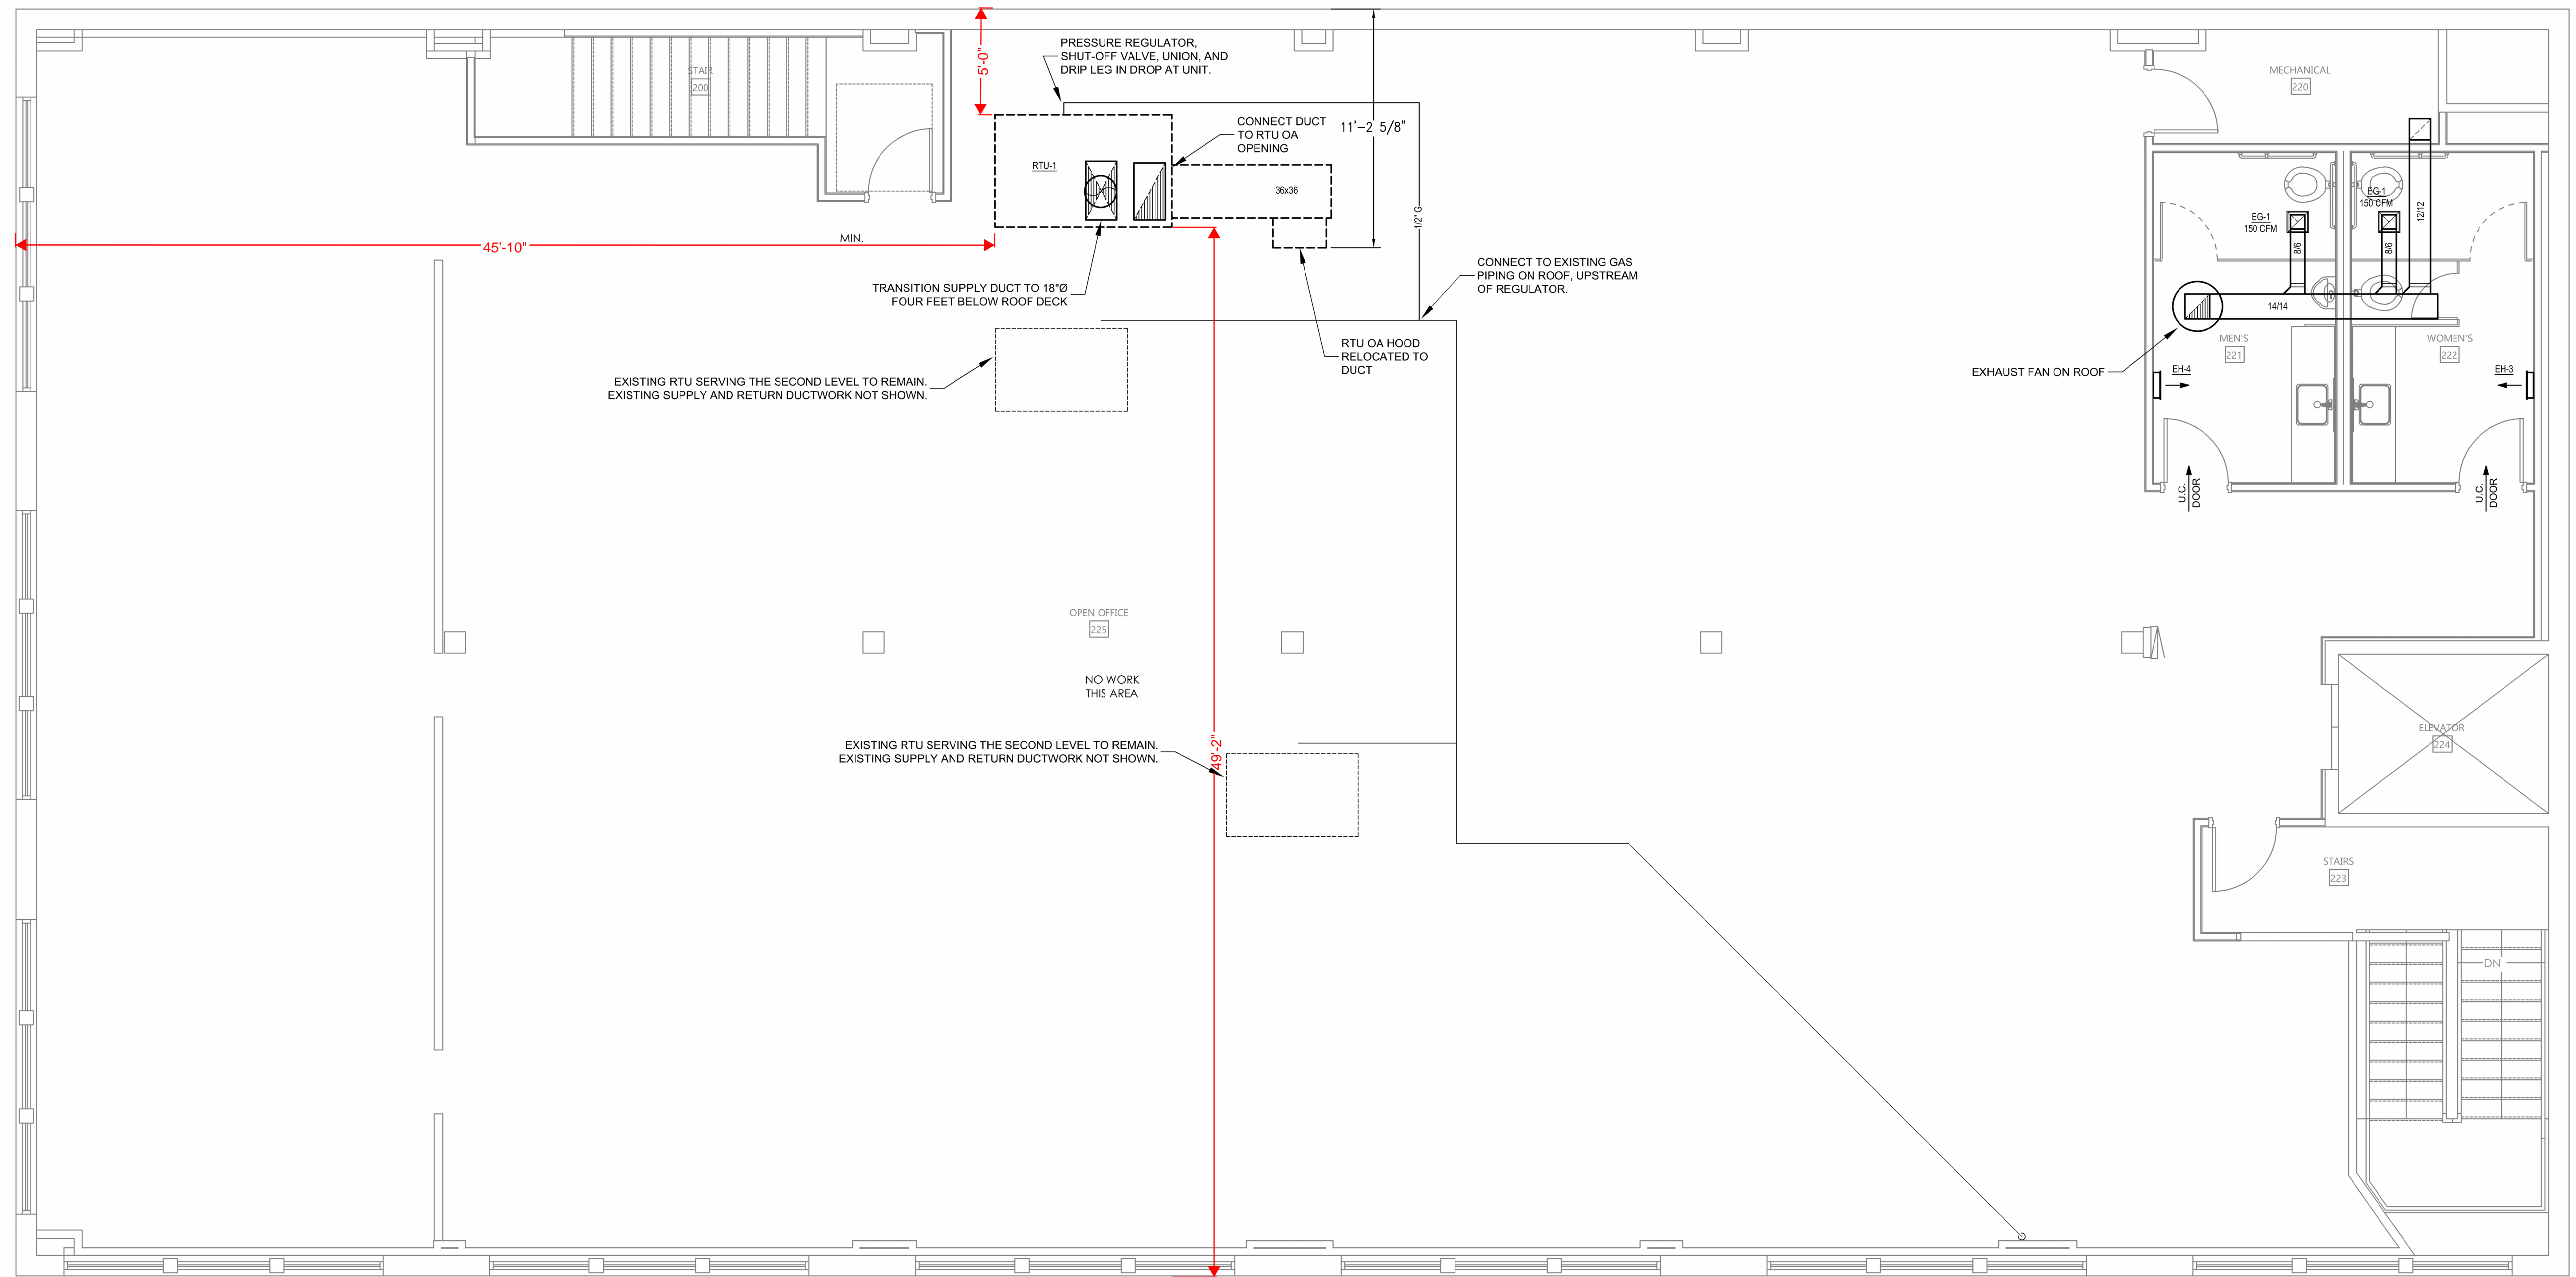 5'-0"
PRESSURE REGULATOR,
SHUT-OFF VALVE, UNION, AND
DRIP LEG IN DROP AT UNIT.
STAIR
200
MECHANICAL
220
CONNECT DUCT
TO RTU OA
OPENING
11'-2 5/8"
RTU-1
36x36
1/2" G
EG-1
150 CFM
EG-1
150 CFM
12/12
8/6
8/6
45'-10"
MIN.
TRANSITION SUPPLY DUCT TO 18"Ø
FOUR FEET BELOW ROOF DECK
CONNECT TO EXISTING GAS
PIPING ON ROOF, UPSTREAM
OF REGULATOR.
14/14
RTU OA HOOD
RELOCATED TO
DUCT
MEN'S
221
WOMEN'S
222
EXHAUST FAN ON ROOF
EH-4
EH-3
EXISTING RTU SERVING THE SECOND LEVEL TO REMAIN.
EXISTING SUPPLY AND RETURN DUCTWORK NOT SHOWN.
U.C.
DOOR
U.C.
DOOR
OPEN OFFICE
225
NO WORK
THIS AREA
49'-2"
EXISTING RTU SERVING THE SECOND LEVEL TO REMAIN.
EXISTING SUPPLY AND RETURN DUCTWORK NOT SHOWN.
ELEVATOR
224
STAIRS
223
DN